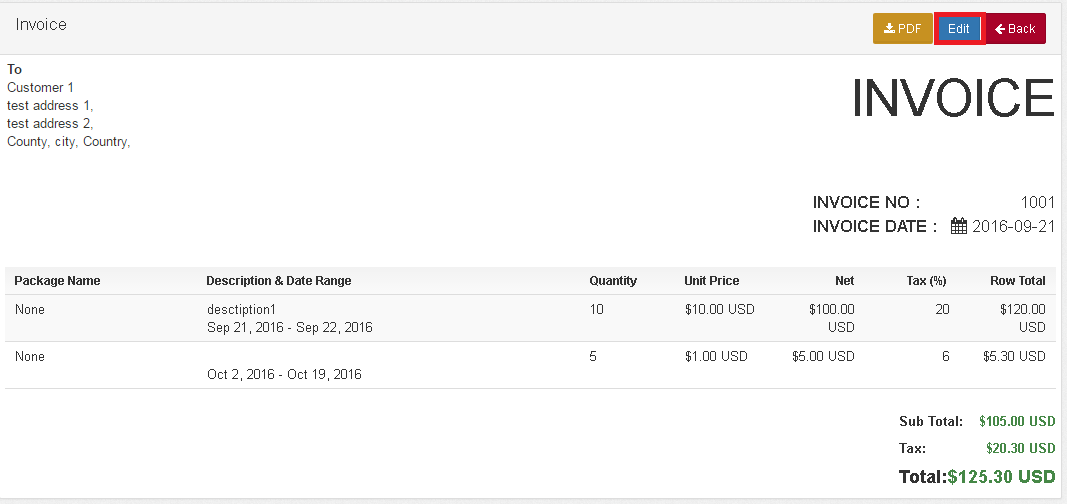 Invoice
PDF Edit Back
To
Customer 1
test address 1,
test address 2,
County, city, Country,
INVOICE
INVOICE NO : 1001
INVOICE DATE : 2016-09-21
Package Name Description & Date Range Quantity Unit Price Net Tax (%) Row Total
None desctiption1 10 $10.00 USD $100.00 20 $120.00
Sep 21, 2016 - Sep 22, 2016 USD USD
None 5 $1.00 USD $5.00 USD 6 $5.30 USD
Oct 2, 2016 - Oct 19, 2016
Sub Total: $105.00 USD
Tax: $20.30 USD
Total:$125.30 USD